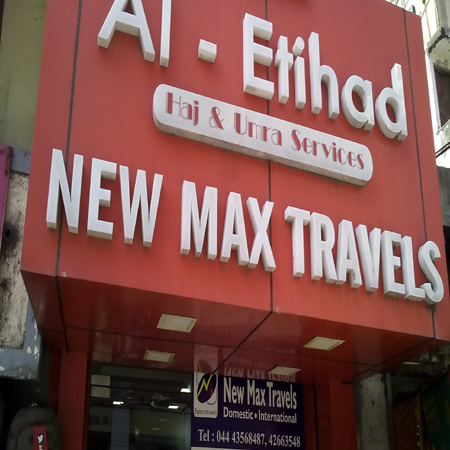 Al - Etihad
Haj & Umra Services
NEW MAX TRAVELS
New Max Travels
Domestic • International
Tel : 044 43568487, 42663548